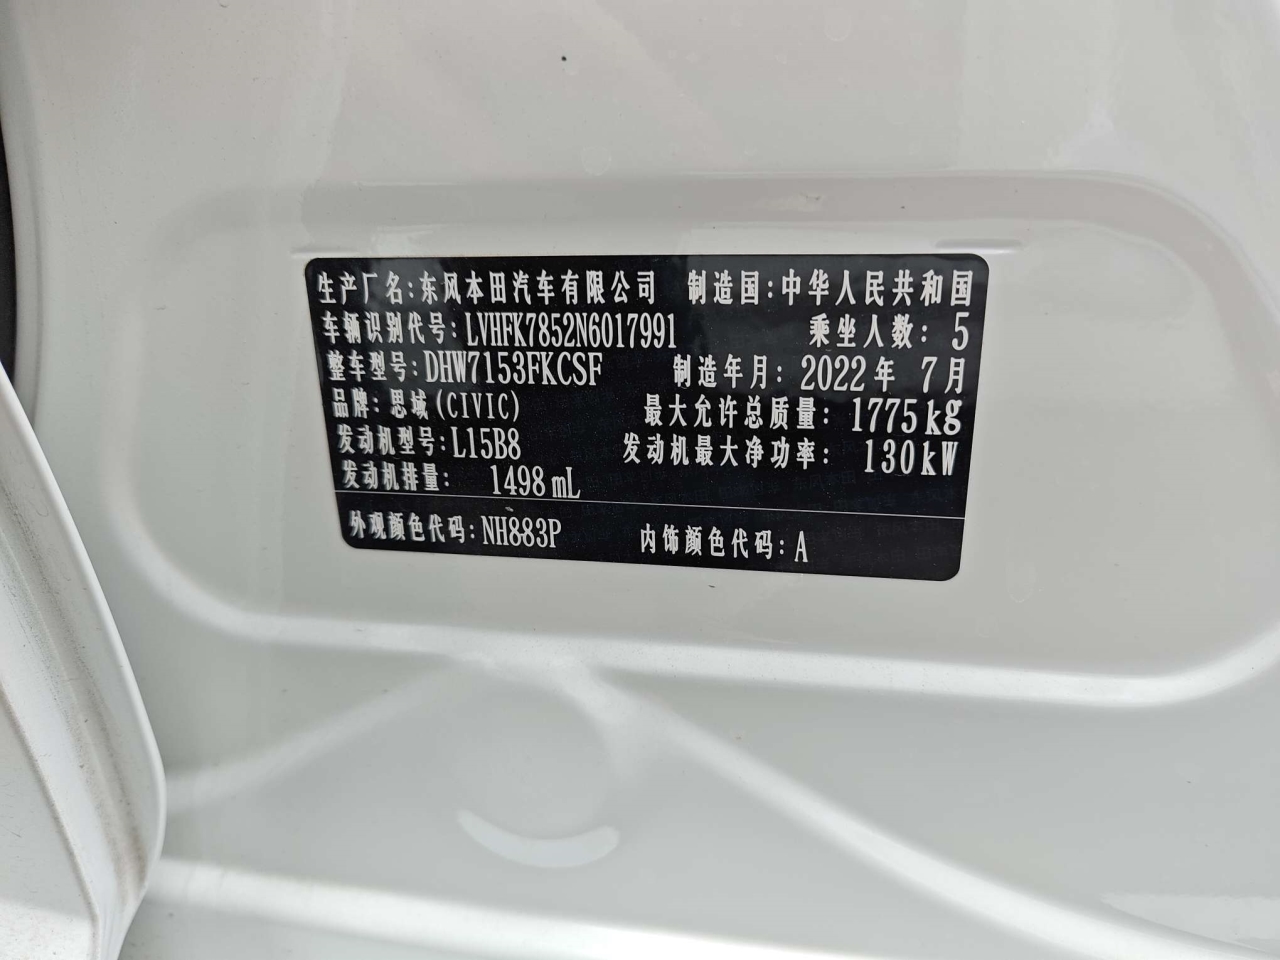 生产厂名:东风本田汽车有限公司 制造国:中华人民共和国
车辆识别代号:LVHFK7852N6017991 乘坐人数: 5
整车型号:DHW7153FKCSF 制造年月: 2022年 7月
品牌: 思域(CIVIC) 最大允许总质量: 1775kg
发动机型号:L15B8 发动机最大净功率: 130kW
发动机排量: 1498mL
外观颜色代码:NH883P 内饰颜色代码:A